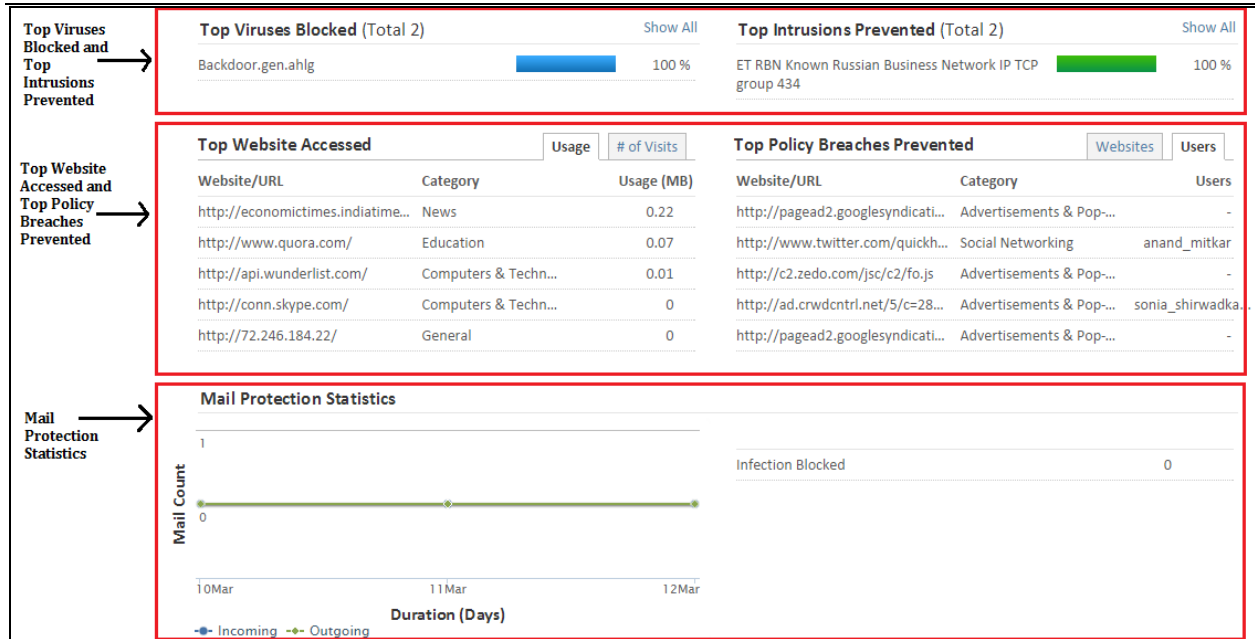 Top Viruses
Blocked and
Top
Intrusions
Prevented
Top Viruses Blocked (Total 2) Show All
Backdoor.gen.ahlg 100 %
Top Intrusions Prevented (Total 2) Show All
ET RBN Known Russian Business Network IP TCP 100 %
group 434
Top Website
Accessed and
Top Policy
Breaches
Prevented
Top Website Accessed Usage # of Visits
Website/URL Category Usage (MB)
http://economictimes.indiatime... News 0.22
http://www.quora.com/ Education 0.07
http://api.wunderlist.com/ Computers & Techn... 0.01
http://conn.skype.com/ Computers & Techn... 0
http://72.246.184.22/ General 0
Top Policy Breaches Prevented Websites Users
Website/URL Category Users
http://pagead2.googlesyndicati... Advertisements & Pop-... -
http://www.twitter.com/quickh... Social Networking anand_mitkar
http://c2.zedo.com/jsc/c2/fo.js Advertisements & Pop-... -
http://ad.crwdcntrl.net/5/c=28... Advertisements & Pop-... sonia_shirwadka...
http://pagead2.googlesyndicati... Advertisements & Pop-... -
Mail
Protection
Statistics
Mail Protection Statistics
Mail Count
1
0
10Mar 11Mar 12Mar
Duration (Days)
Incoming Outgoing
Infection Blocked 0